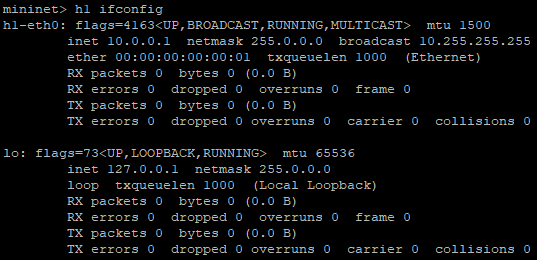 mininet> h1 ifconfig
h1-eth0: flags=4163<UP,BROADCAST,RUNNING,MULTICAST>  mtu 1500
        inet 10.0.0.1  netmask 255.0.0.0  broadcast 10.255.255.255
        ether 00:00:00:00:00:01  txqueuelen 1000  (Ethernet)
        RX packets 0  bytes 0 (0.0 B)
        RX errors 0  dropped 0  overruns 0  frame 0
        TX packets 0  bytes 0 (0.0 B)
        TX errors 0  dropped 0 overruns 0  carrier 0  collisions 0

lo: flags=73<UP,LOOPBACK,RUNNING>  mtu 65536
        inet 127.0.0.1  netmask 255.0.0.0
        loop  txqueuelen 1000  (Local Loopback)
        RX packets 0  bytes 0 (0.0 B)
        RX errors 0  dropped 0  overruns 0  frame 0
        TX packets 0  bytes 0 (0.0 B)
        TX errors 0  dropped 0 overruns 0  carrier 0  collisions 0